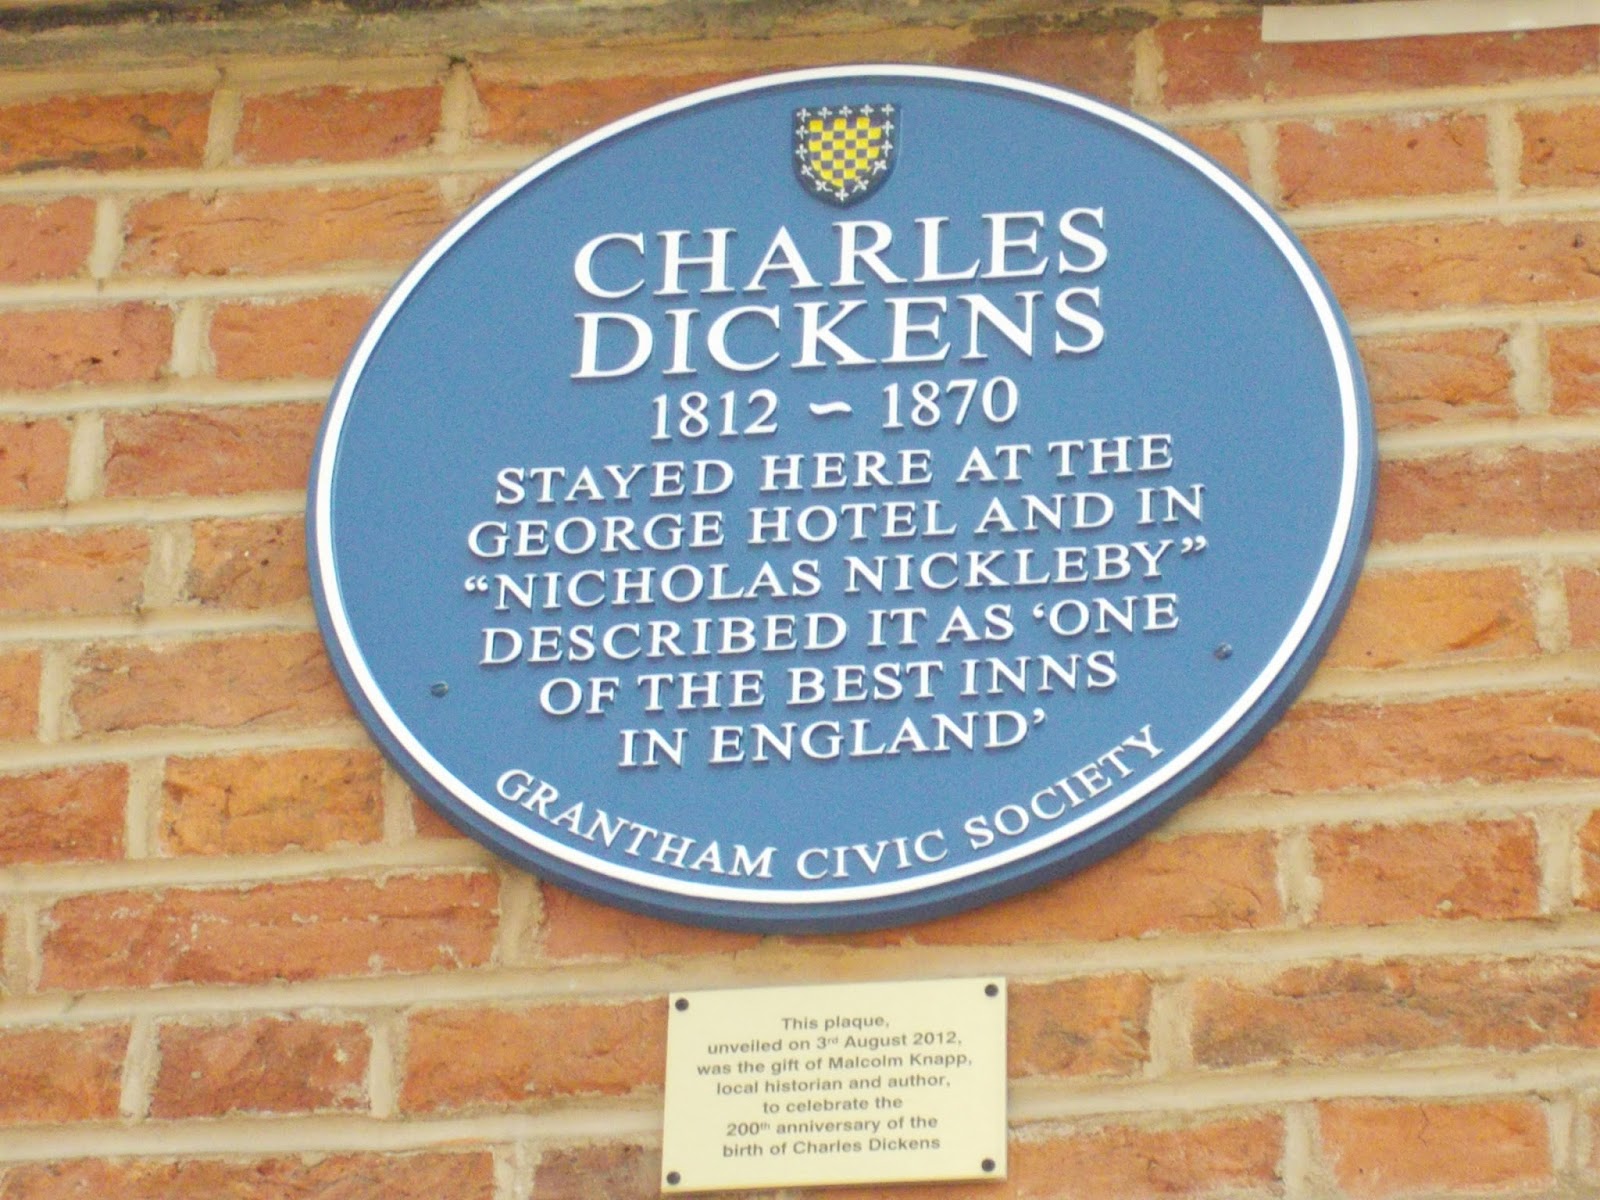 CHARLES
DICKENS
1812 ~ 1870
STAYED HERE AT THE
GEORGE HOTEL AND IN
“NICHOLAS NICKLEBY”
DESCRIBED IT AS ‘ONE
OF THE BEST INNS
IN ENGLAND’
GRANTHAM CIVIC SOCIETY
This plaque,
unveiled on 3rd August 2012,
was the gift of Malcolm Knapp,
local historian and author,
to celebrate the
200th anniversary of the
birth of Charles Dickens